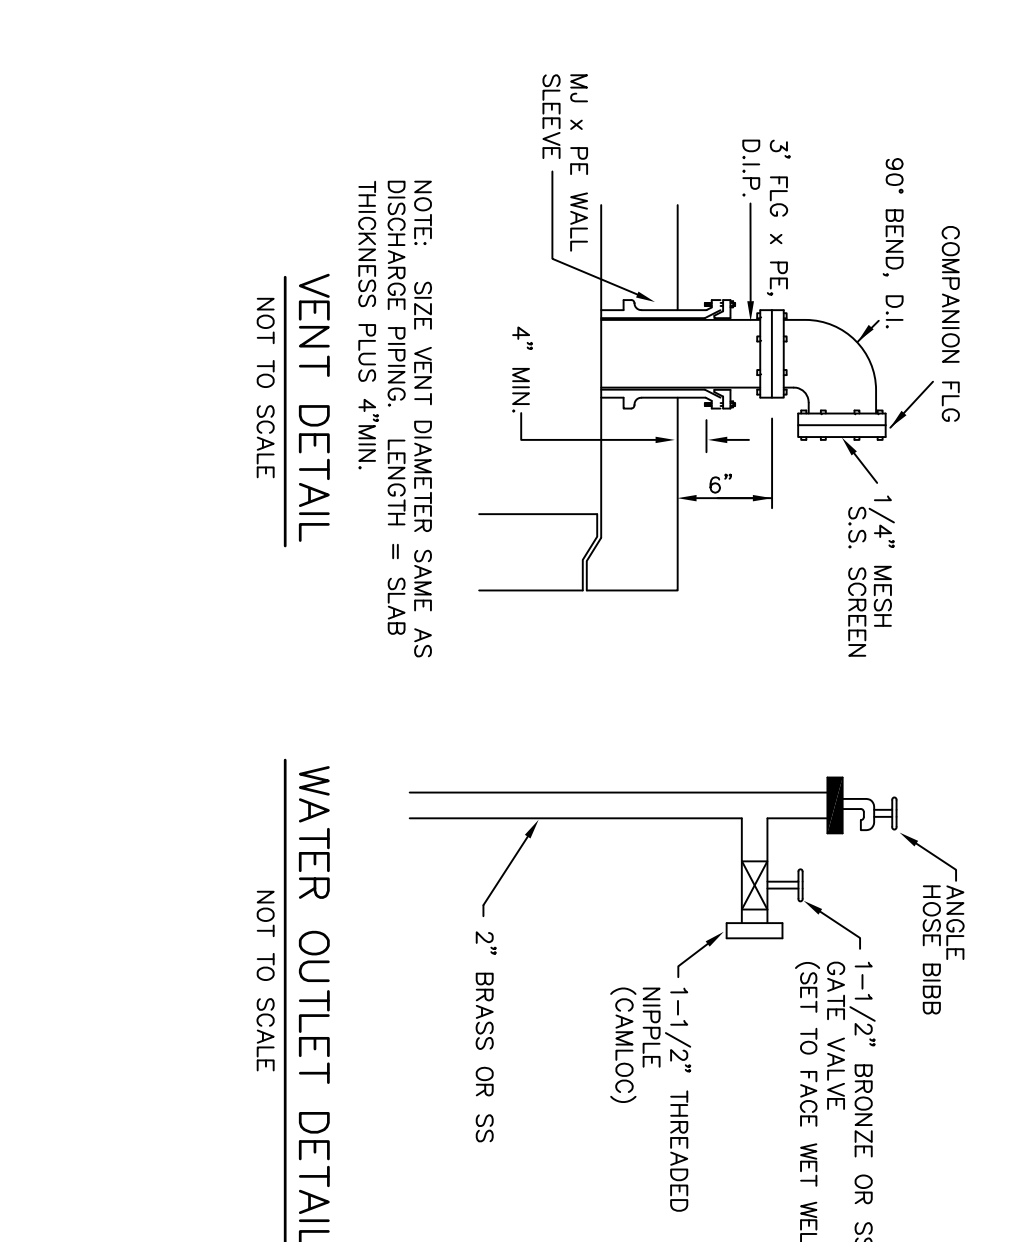 COMPANION FLG
90° BEND, D.I.
3' FLG x PE,
D.I.P.
MJ x PE WALL
SLEEVE
1/4" MESH
S.S. SCREEN
6"
4" MIN.
NOTE: SIZE VENT DIAMETER SAME AS
DISCHARGE PIPING. LENGTH = SLAB
THICKNESS PLUS 4"MIN.
VENT DETAIL
NOT TO SCALE
ANGLE
HOSE BIBB
1-1/2" BRONZE OR SS
GATE VALVE
(SET TO FACE WET WEL
1-1/2" THREADED
NIPPLE
(CAMLOC)
2" BRASS OR SS
WATER OUTLET DETAIL
NOT TO SCALE